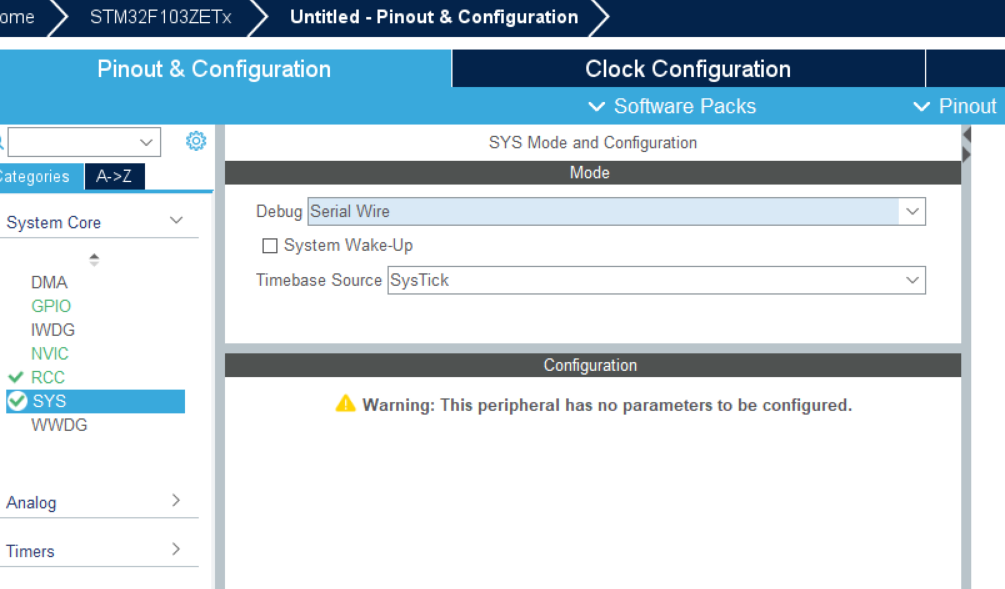 ome STM32F103ZETx Untitled - Pinout & Configuration
Pinout & Configuration Clock Configuration
Software Packs Pinout
SYS Mode and Configuration
Mode
Categories A->Z
System Core
DMA
GPIO
IWDG
NVIC
RCC
SYS
WWDG
Analog
Timers
Debug Serial Wire
System Wake-Up
Timebase Source SysTick
Configuration
Warning: This peripheral has no parameters to be configured.